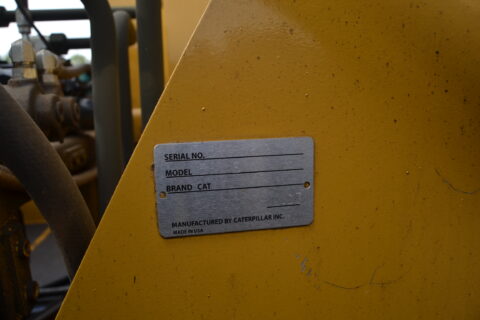 SERIAL NO.
MODEL
BRAND CAT
MANUFACTURED BY CATERPILLAR INC.
MADE IN USA